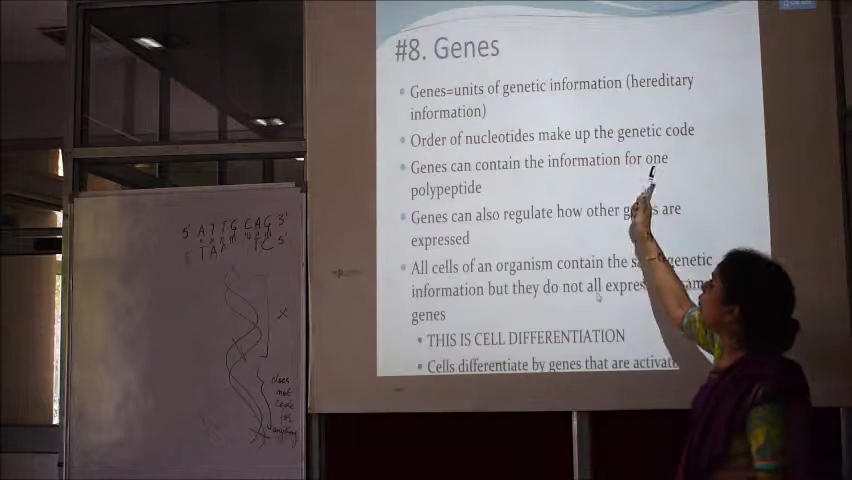 #8. Genes
Genes=units of genetic information (hereditary
information)
Order of nucleotides make up the genetic code
Genes can contain the information for one
polypeptide
Genes can also regulate how other genes are
expressed
All cells of an organism contain the same genetic
information but they do not all express
genes
THIS IS CELL DIFFERENTIATION
Cells differentiate by genes that are
5' A T T G C A G 3'
T A A T C 5'
X
does
not
code
for
anything